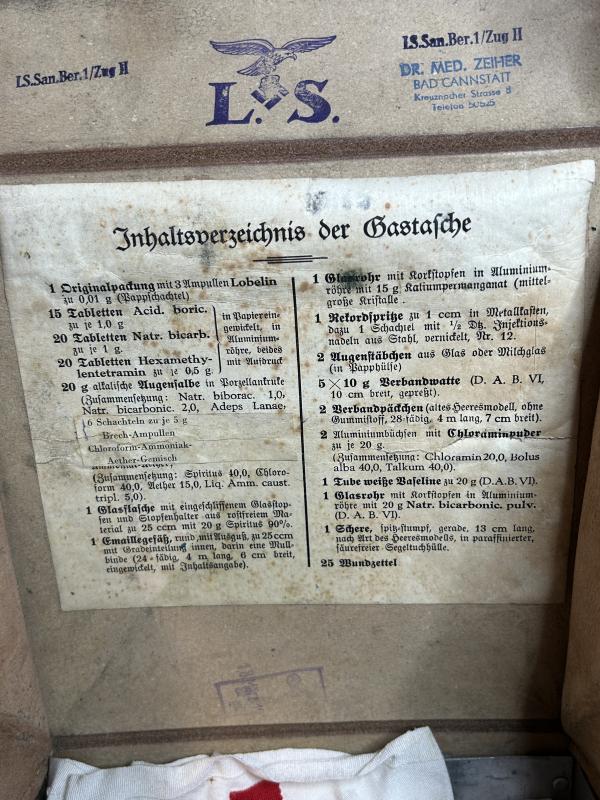 I.S.San.Ber.1/Zug II
L.S.
I.S.San.Ber.1/Zug II
DR. MED. ZEIHER
BAD CANNSTATT
Kreuznacher Strasse 8
Telefon 50525
Inhaltsverzeichnis der Gastasche
1 Originalpackung mit 3 Ampullen Lobelin
zu 0,01 g (Pappschachtel)
15 Tabletten Acid. boric.
zu je 1,0 g
20 Tabletten Natr. bicarb.
zu je 1 g.
20 Tabletten Hexamethy-
lentetramin zu je 0,5 g.
in Papier eine-
gewickelt, in
Aluminium-
röhre, beides
mit Aufdruck
20 g alkalische Augensalbe in Porzellankruke
(Zusammensetzung: Natr. biborac. 1,0,
Natr. bicarbonic. 2,0, Adeps Lanae,
6 Schachteln zu je 5 g
Brech-Ampullen
Chloroform-Ammoniak-
Aether-Gemisch
(Zusammensetzung: Spiritus 40,0, Chloro-
form 40,0, Aether 15,0, Liq. Amm. caust.
tripl. 5,0).
1 Glasflasche mit eingeschliffenem Glasstop-
fen und Stopfenhalter aus rostfreiem Ma-
terial zu 25 ccm mit 20 g Spiritus 90%.
1 Emaillegefäß, rund, mit Ausguß, zu 25 ccm
mit Gradeinteilung innen, darin eine Mull-
binde (24-fädig, 4 m lang, 6 cm breit,
eingewickelt, mit Inhaltsangabe).
1 Glasrohr mit Korkstopfen in Aluminium-
röhre mit 15 g Kaliumpermanganat (mittel-
große Kristalle.
1 Rekordspritze zu 1 ccm in Metallkasten,
dazu 1 Schachtel mit 1/2 Dtz. Injektions-
nadeln aus Stahl, vernickelt, Nr. 12.
2 Augenstäbchen aus Glas oder Milchglas
(in Papphülse)
5 × 10 g Verbandwatte (D. A. B. VI,
10 cm breit, gepreßt).
2 Verbandpäckchen (altes Heeresmodell, ohne
Gummistoff, 28-fädig, 4 m lang, 7 cm breit).
2 Aluminiumbüchsen mit Chloraminpuder
zu je 20 g.
(Zusammensetzung: Chloramin 20,0, Bolus
alba 40,0, Talkum 40,0).
1 Tube weiße Vaseline zu 20 g (D.A.B. VI).
1 Glasrohr mit Korkstopfen in Aluminium-
röhre mit 20 g Natr. bicarbonic. pulv.
(D. A. B. VI).
1 Schere, spitz-stumpf, gerade, 13 cm lang,
nach Art des Heeresmodells, in paraffinierter,
säurefreier Segeltuchhülle.
25 Wundzettel